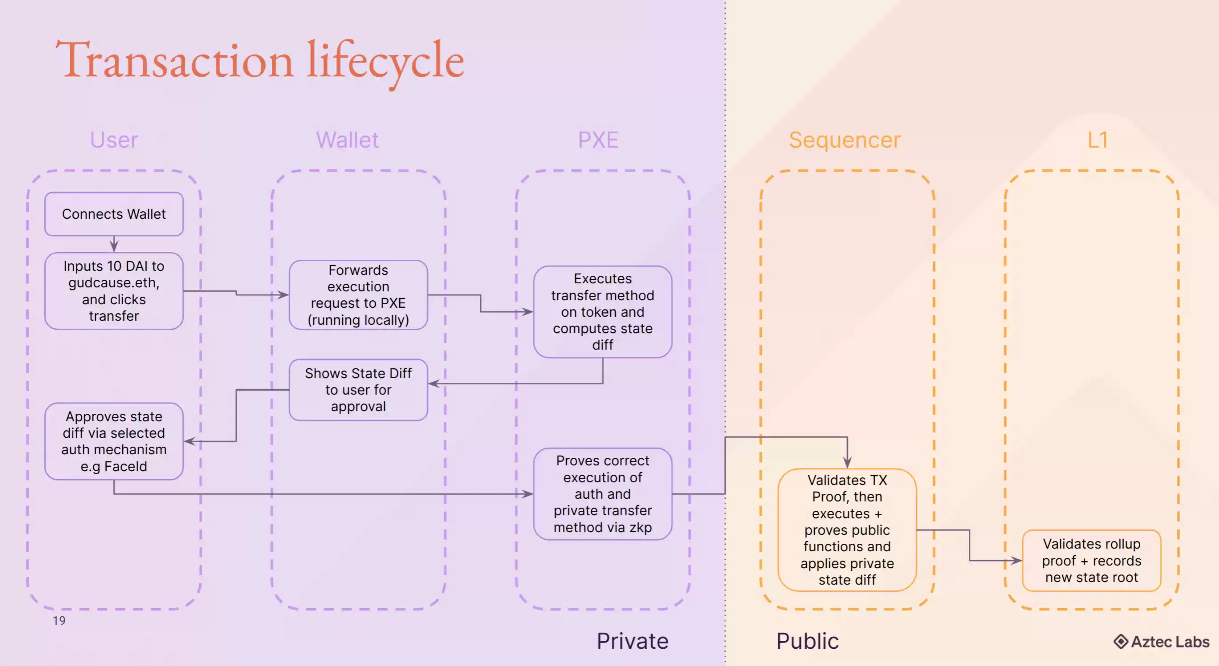 Transaction lifecycle
User
Wallet
PXE
Sequencer
L1
Connects Wallet
Inputs 10 DAI to
gudcause.eth,
and clicks
transfer
Forwards
execution
request to PXE
(running locally)
Executes
transfer method
on token and
computes state
diff
Shows State Diff
to user for
approval
Approves state
diff via selected
auth mechanism
e.g FaceId
Proves correct
execution of
auth and
private transfer
method via zkp
Validates TX
Proof, then
executes +
proves public
functions and
applies private
state diff
Validates rollup
proof + records
new state root
19
Private
Public
Aztec Labs